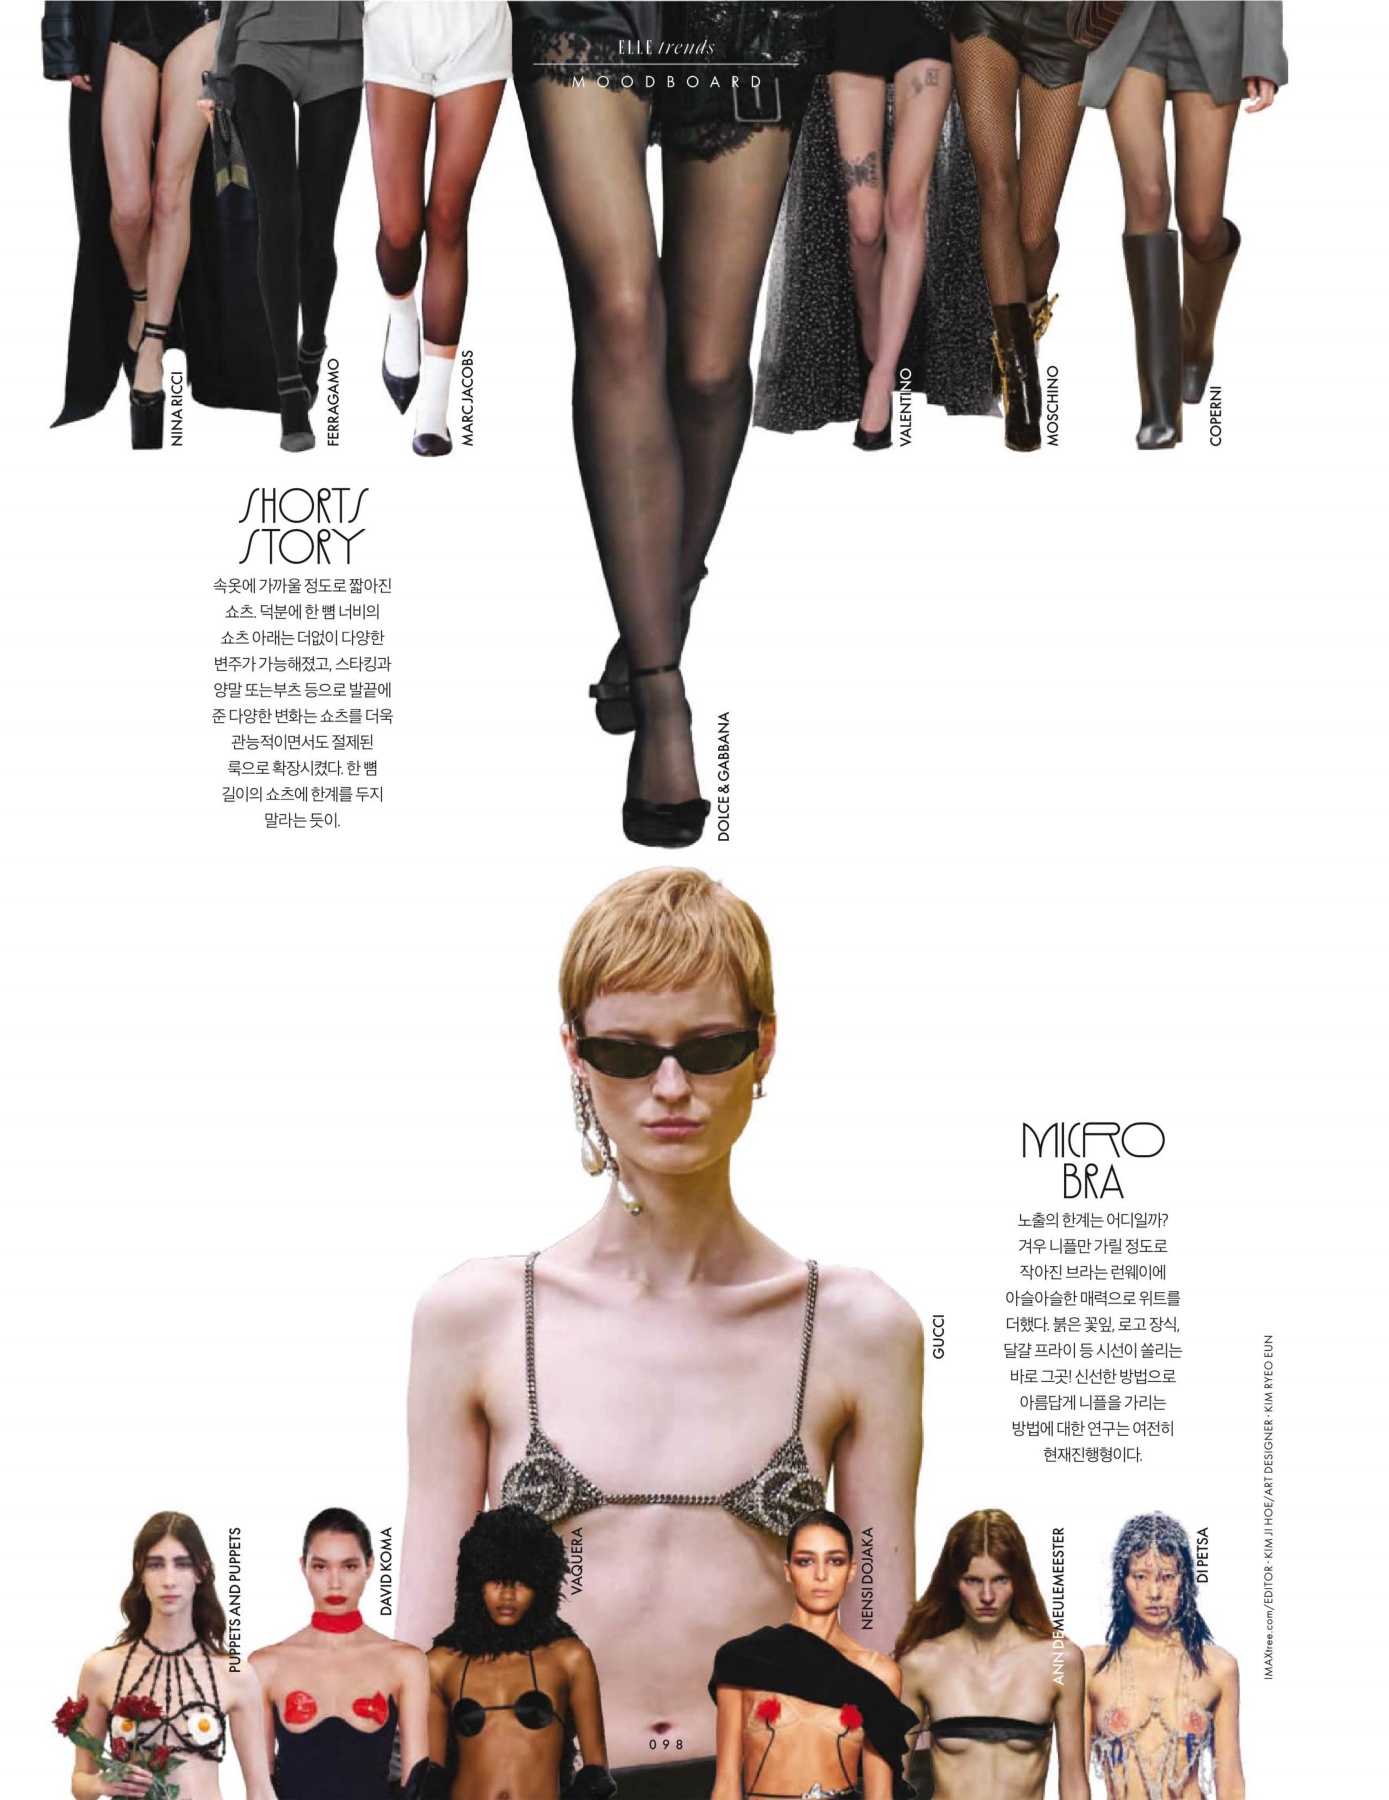 ELLE trends
MOODBOARD
NINA RICCI
FERRAGAMO
MARC JACOBS
VALENTINO
MOSCHINO
COPERNI
DOLCE & GABBANA
SHORTS
STORY
속옷에 가까울 정도로 짧아진
쇼츠. 덕분에 한 뼘 너비의
쇼츠 아래는 더없이 다양한
변주가 가능해졌고, 스타킹과
양말 또는 부츠 등으로 발끝에
준 다양한 변화는 쇼츠를 더욱
관능적이면서도 절제된
룩으로 확장시켰다. 한 뼘
길이의 쇼츠에 한계를 두지
말라는 듯이.
MICRO
BRA
노출의 한계는 어디일까?
겨우 니플만 가릴 정도로
작아진 브라는 런웨이에
아슬아슬한 매력으로 위트를
더했다. 붉은 꽃잎, 로고 장식,
달걀 프라이 등 시선이 쏠리는
바로 그곳! 신선한 방법으로
아름답게 니플을 가리는
방법에 대한 연구는 여전히
현재진행형이다.
GUCCI
PUPPETS AND PUPPETS
DAVID KOMA
VAQUERA
NENSI DOJAKA
ANN DEMEULEMEESTER
DI PETSA
IMAXtree.com/EDITOR·KIM JI HOE/ART DESIGNER·KIM RYEO EUN
098